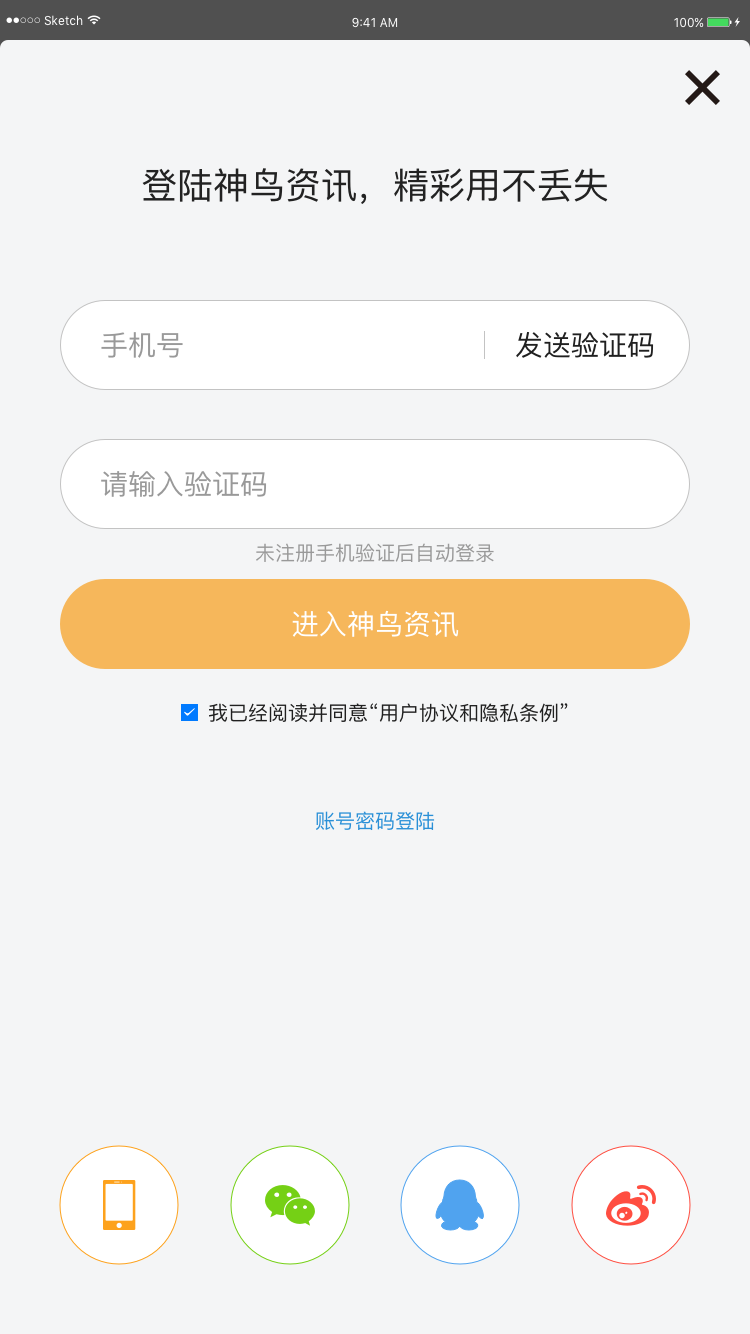 Sketch
9:41 AM
100%
登陆神鸟资讯，精彩用不丢失
手机号
发送验证码
请输入验证码
未注册手机验证后自动登录
进入神鸟资讯
我已经阅读并同意“用户协议和隐私条例”
账号密码登陆